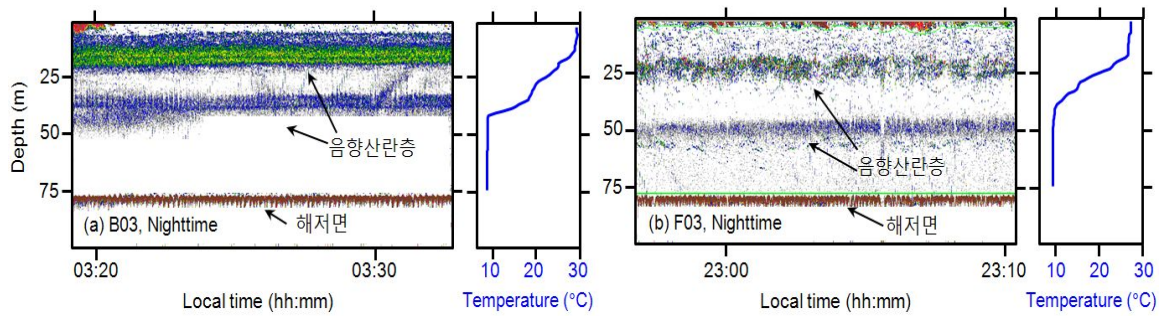 Depth (m)
25
50
75
음향산란층
(a) B03, Nighttime
해저면
03:20
03:30
Local time (hh:mm)
10
20
30
Temperature (°C)
25
50
75
음향산란층
(b) F03, Nighttime
해저면
23:00
23:10
Local time (hh:mm)
10
20
30
Temperature (°C)